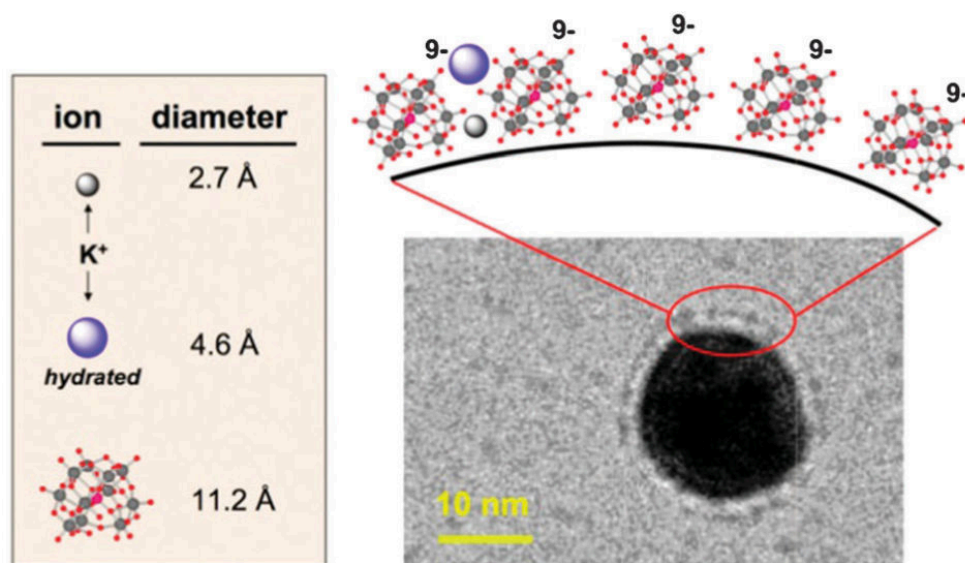 ion diameter
2.7 Å
K⁺
4.6 Å
hydrated
11.2 Å
9- 9- 9- 9- 9-
10 nm